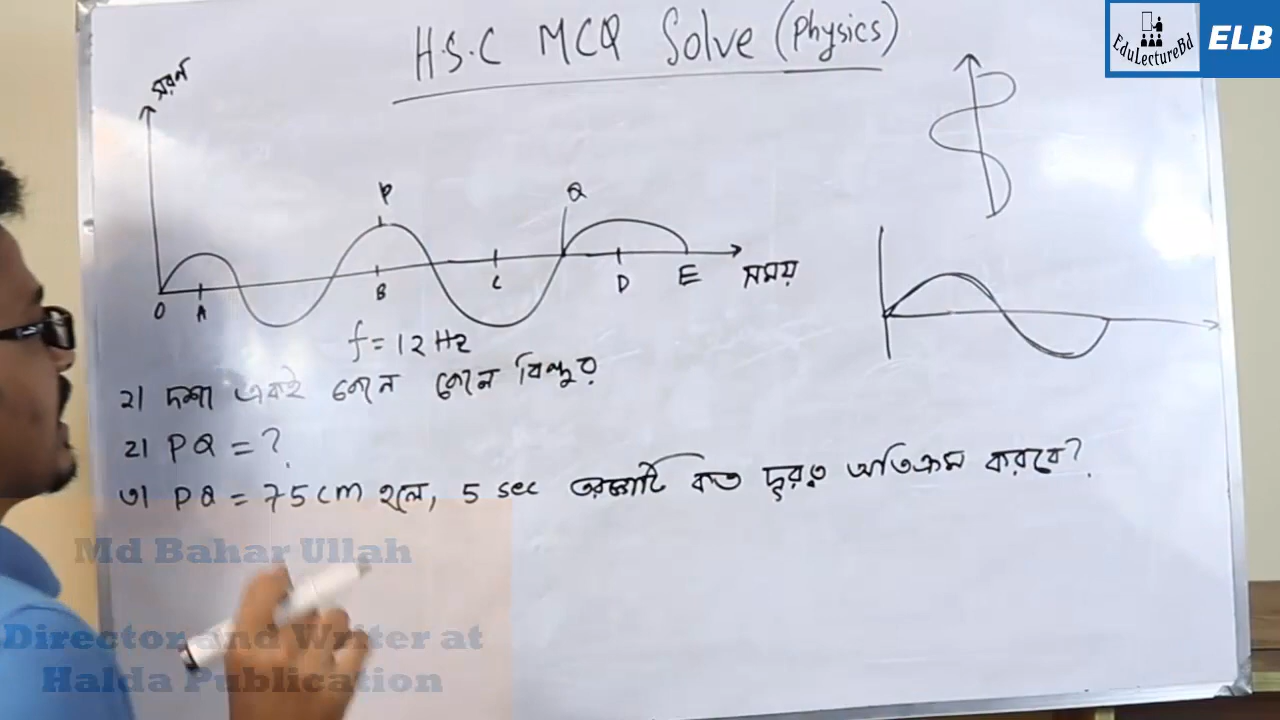 H.S.C MCQ Solve (Physics)
EduLectureBd
ELB
সরণ
P
Q
O
A
B
C
D
E
সময়
f = 12 Hz
১। দশা একই কোন কোন বিন্দুর
২। PQ = ?
৩। PQ = 75 cm হলে, 5 sec তরঙ্গটি কত দূরত্ব অতিক্রম করবে?
Md Bahar Ullah
Director and Writer at
Halda Publication